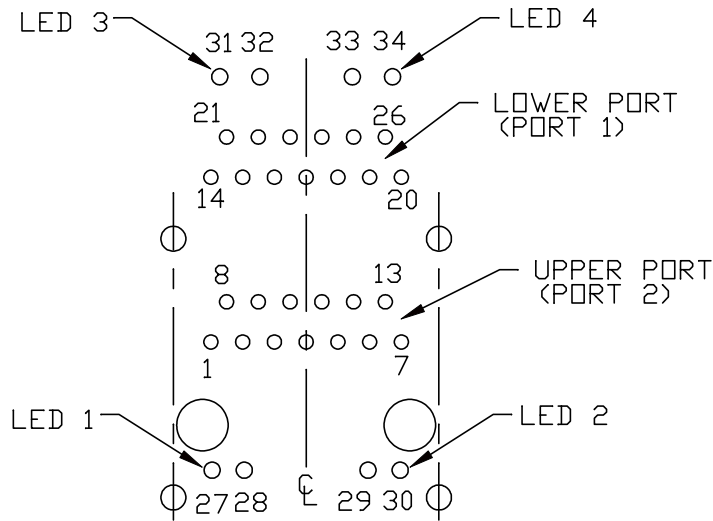 LED 3
LED 4
31 32
33 34
21
26
LOWER PORT
(PORT 1)
14
20
8
13
UPPER PORT
(PORT 2)
1
7
LED 1
LED 2
27 28
CL
29 30